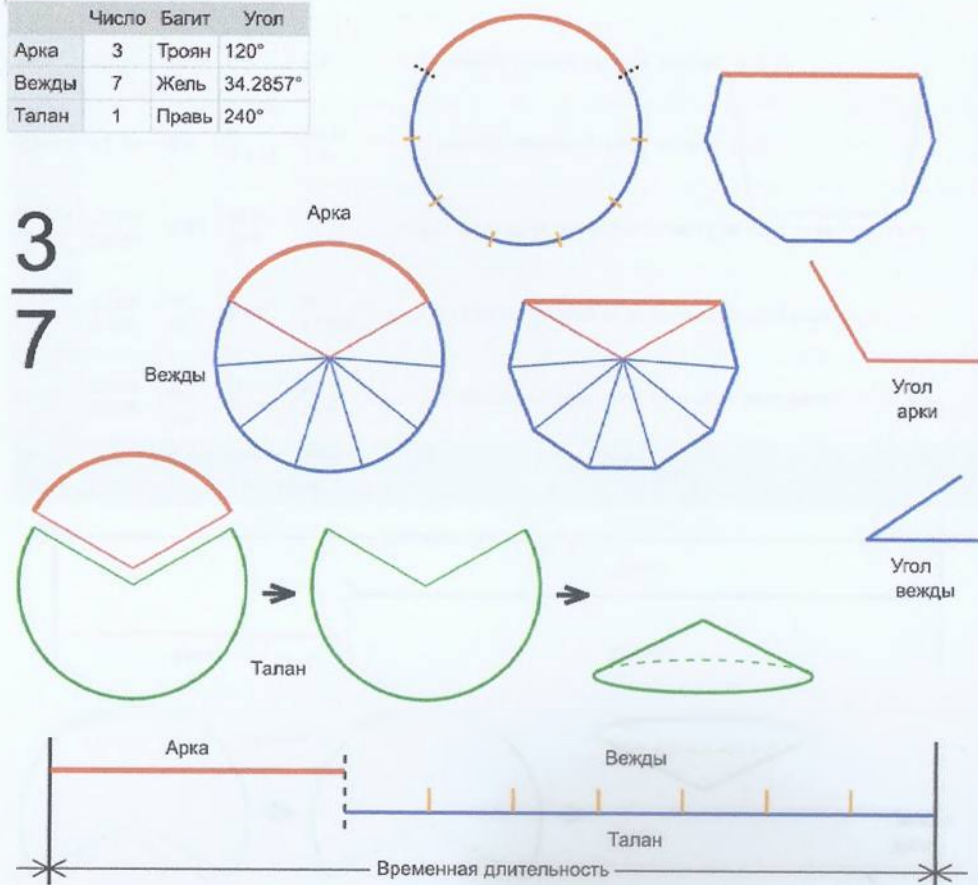 Число Багит Угол
Арка 3 Троян 120°
Вежды 7 Жель 34.2857°
Талан 1 Правь 240°
3
7
Арка
Вежды
Угол
арки
Угол
вежды
Талан
Арка
Вежды
Талан
Временная длительность